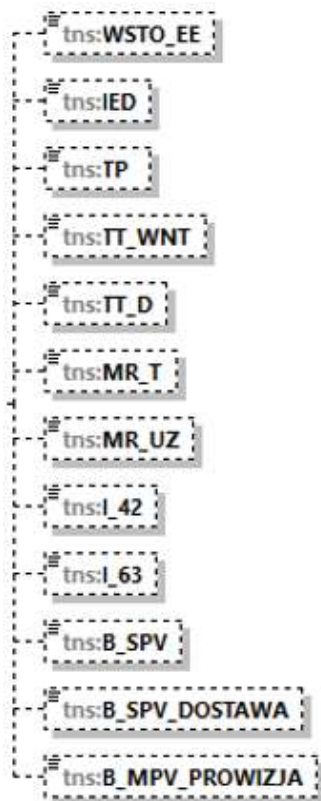 tns:WSTO_EE
tns:IED
tns:TP
tns:TT_WNT
tns:TT_D
tns:MR_T
tns:MR_UZ
tns:I_42
tns:I_63
tns:B_SPV
tns:B_SPV_DOSTAWA
tns:B_MPV_PROWIZJA